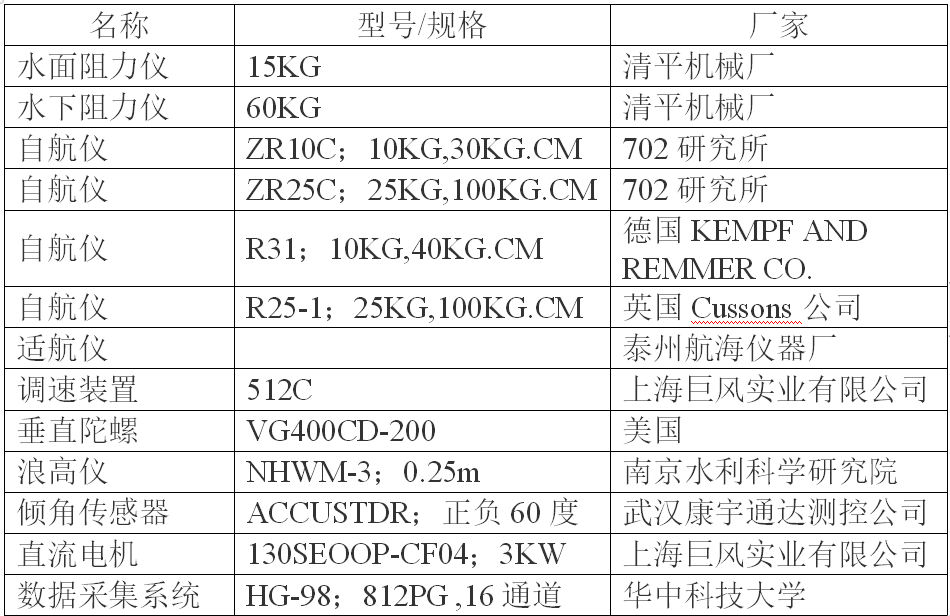 名称 型号/规格 厂家
水面阻力仪 15KG 清平机械厂
水下阻力仪 60KG 清平机械厂
自航仪 ZR10C；10KG,30KG.CM 702 研究所
自航仪 ZR25C；25KG,100KG.CM 702 研究所
自航仪 R31；10KG,40KG.CM 德国 KEMPF AND
REMMER CO.
自航仪 R25-1；25KG,100KG.CM 英国 Cussons 公司
适航仪 泰州航海仪器厂
调速装置 512C 上海巨风实业有限公司
垂直陀螺 VG400CD-200 美国
浪高仪 NHWM-3；0.25m 南京水利科学研究院
倾角传感器 ACCUSTDR；正负 60 度 武汉康宇通达测控公司
直流电机 130SEOOP-CF04；3KW 上海巨风实业有限公司
数据采集系统 HG-98；812PG ,16 通道 华中科技大学